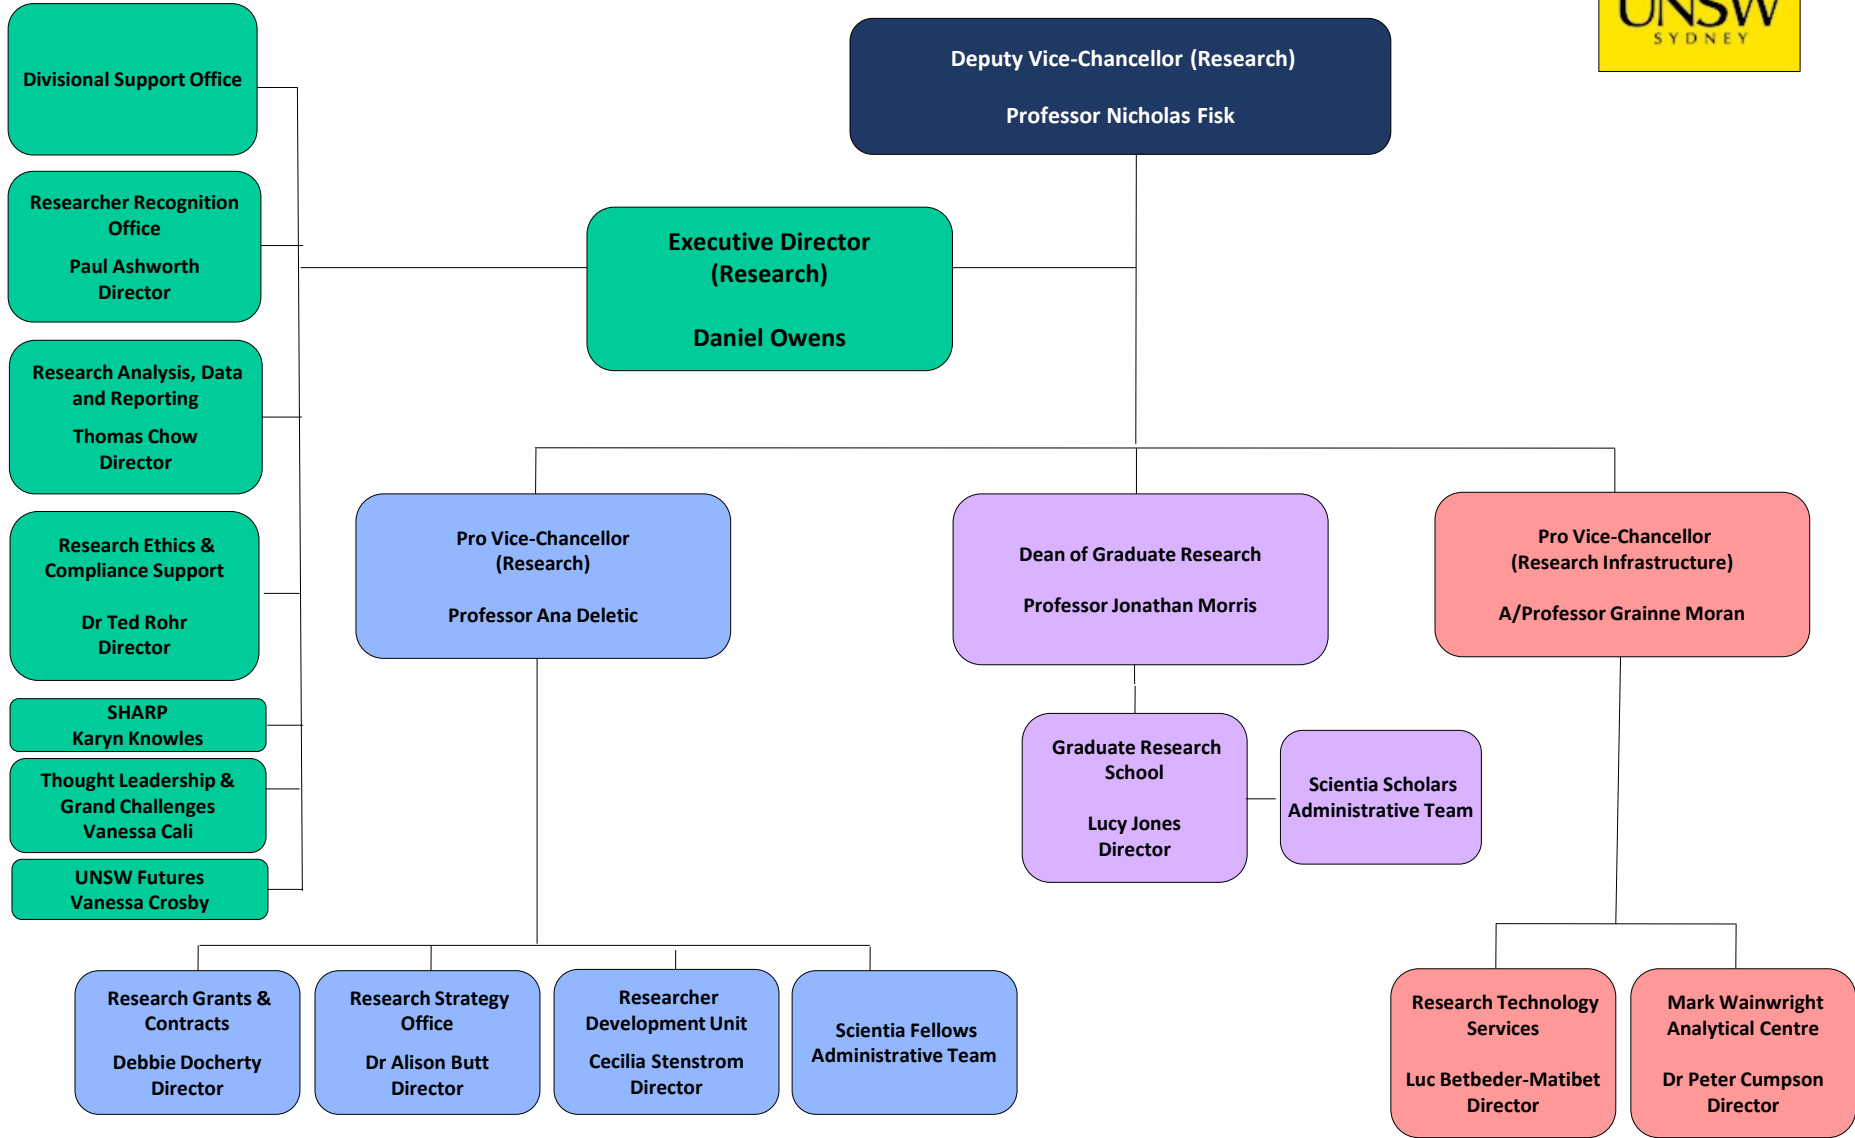 UNSW
SYDNEY
Deputy Vice-Chancellor (Research)
Professor Nicholas Fisk
Executive Director
(Research)
Daniel Owens
Divisional Support Office
Researcher Recognition
Office
Paul Ashworth
Director
Research Analysis, Data
and Reporting
Thomas Chow
Director
Research Ethics &
Compliance Support
Dr Ted Rohr
Director
SHARP
Karyn Knowles
Thought Leadership &
Grand Challenges
Vanessa Cali
UNSW Futures
Vanessa Crosby
Pro Vice-Chancellor
(Research)
Professor Ana Deletic
Dean of Graduate Research
Professor Jonathan Morris
Pro Vice-Chancellor
(Research Infrastructure)
A/Professor Grainne Moran
Graduate Research
School
Lucy Jones
Director
Scientia Scholars
Administrative Team
Research Grants &
Contracts
Debbie Docherty
Director
Research Strategy
Office
Dr Alison Butt
Director
Researcher
Development Unit
Cecilia Stenstrom
Director
Scientia Fellows
Administrative Team
Research Technology
Services
Luc Betbeder-Matibet
Director
Mark Wainwright
Analytical Centre
Dr Peter Cumpson
Director